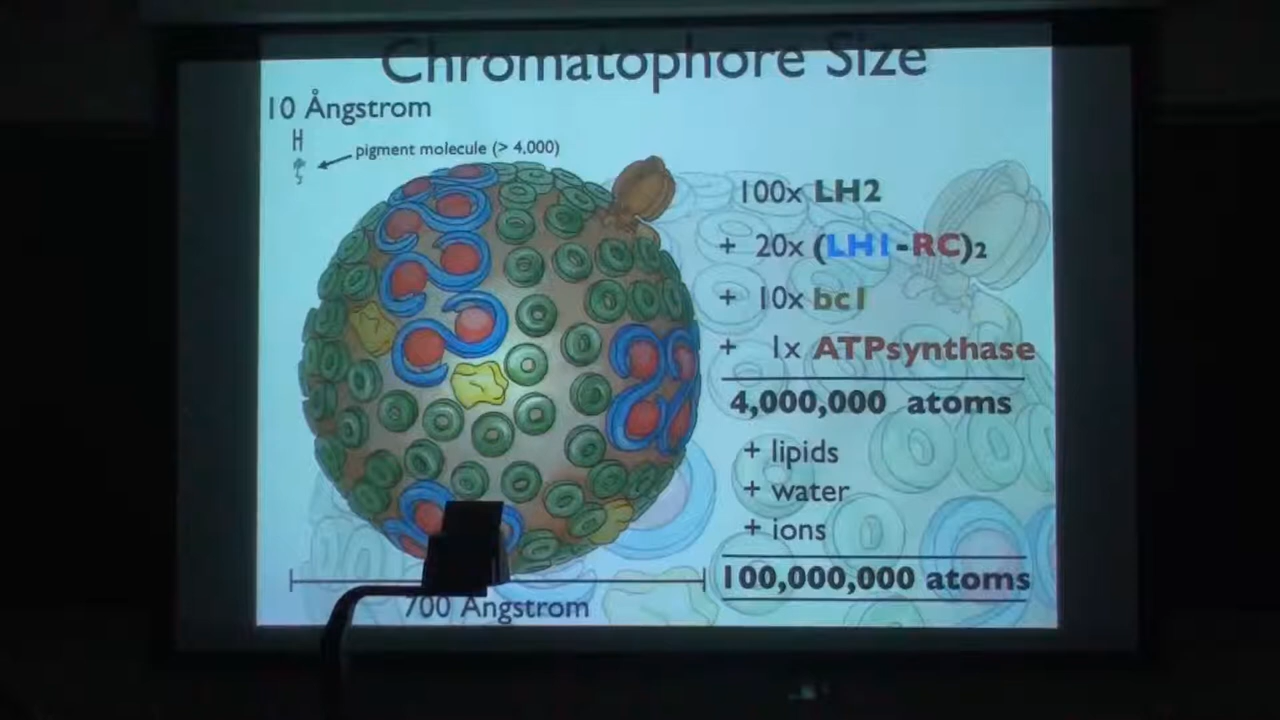 Chromatophore Size
10 Ångstrom
pigment molecule (> 4,000)
100x LH2
+ 20x (LH1-RC)₂
+ 10x bc1
+ 1x ATPsynthase
4,000,000 atoms
+ lipids
+ water
+ ions
100,000,000 atoms
700 Angstrom